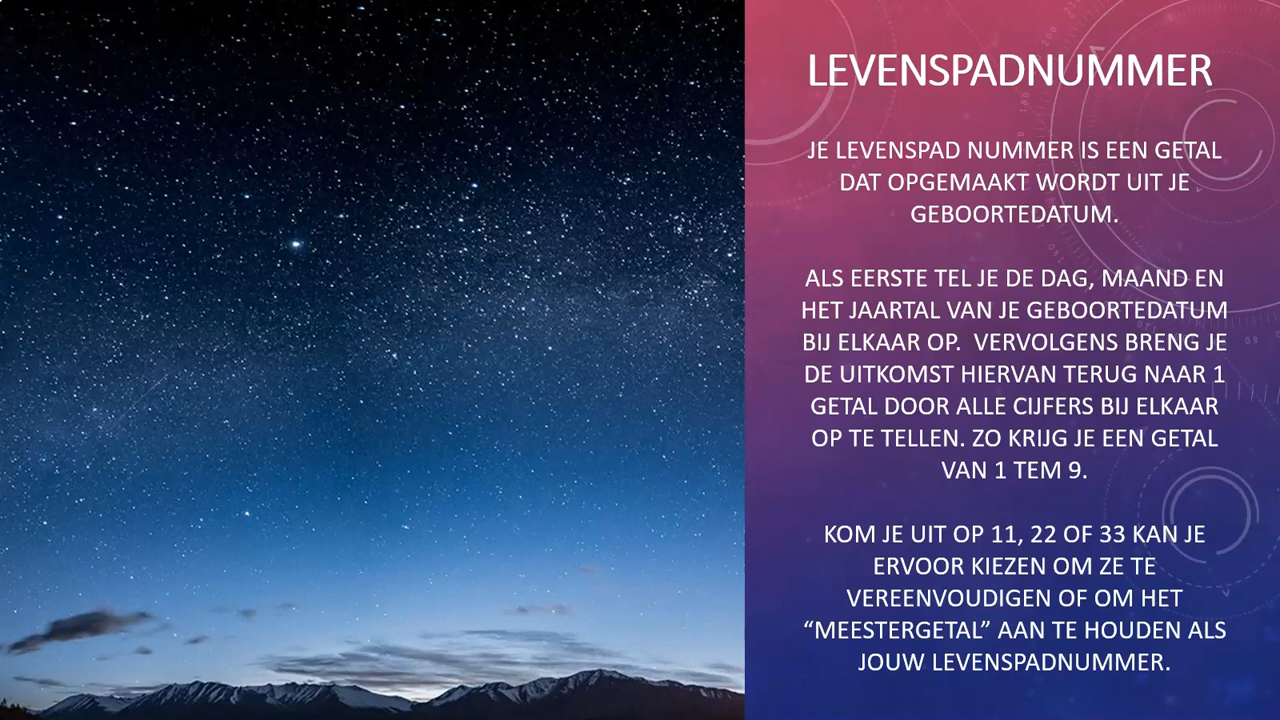 LEVENSPADNUMMER
JE LEVENSPAD NUMMER IS EEN GETAL
DAT OPGEMAAKT WORDT UIT JE
GEBOORTEDATUM.
ALS EERSTE TEL JE DE DAG, MAAND EN
HET JAARTAL VAN JE GEBOORTEDATUM
BIJ ELKAAR OP.  VERVOLGENS BRENG JE
DE UITKOMST HIERVAN TERUG NAAR 1
GETAL DOOR ALLE CIJFERS BIJ ELKAAR
OP TE TELLEN. ZO KRIJG JE EEN GETAL
VAN 1 TEM 9.
KOM JE UIT OP 11, 22 OF 33 KAN JE
ERVOOR KIEZEN OM ZE TE
VEREENVOUDIGEN OF OM HET
“MEESTERGETAL” AAN TE HOUDEN ALS
JOUW LEVENSPADNUMMER.